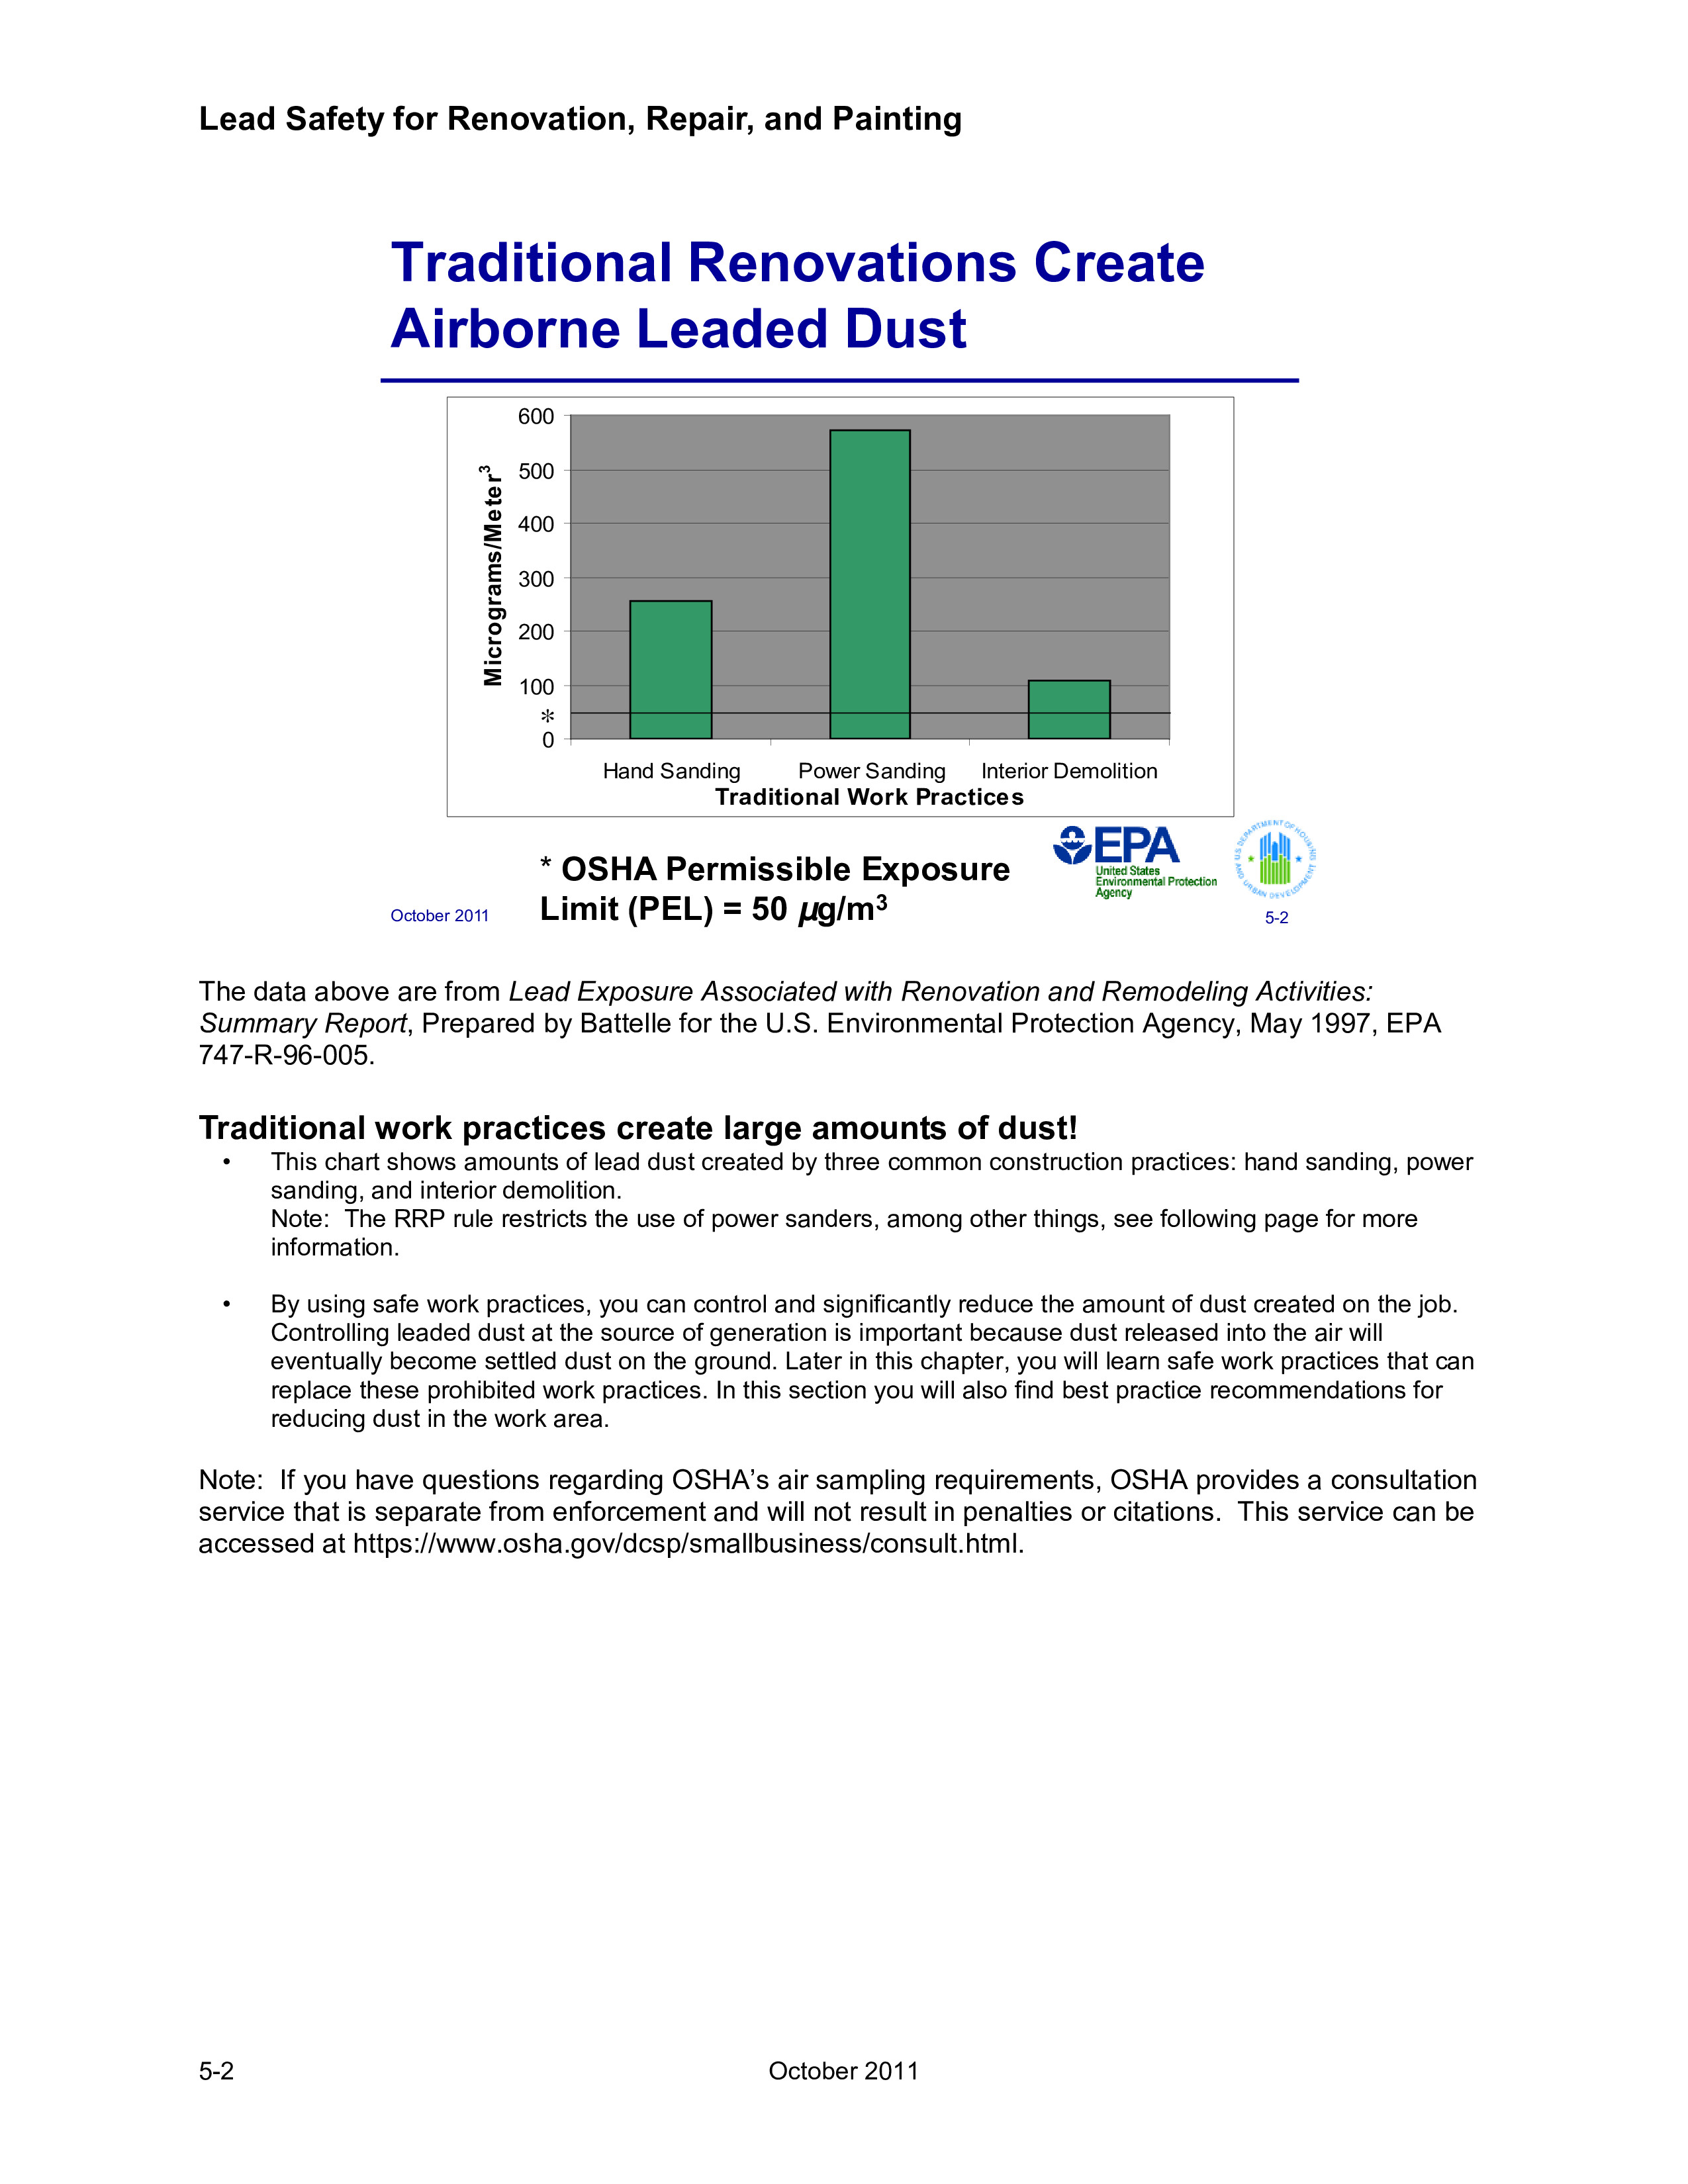 Lead Safety for Renovation, Repair, and Painting
Traditional Renovations Create
Airborne Leaded Dust
600
500
400
300
200
100
*
0
Micrograms/Meter³
Hand Sanding Power Sanding Interior Demolition
Traditional Work Practices
* OSHA Permissible Exposure
Limit (PEL) = 50 µg/m³
October 2011
EPA
United States
Environmental Protection
Agency
U.S. DEPARTMENT OF HOUSING AND URBAN DEVELOPMENT
5-2
The data above are from Lead Exposure Associated with Renovation and Remodeling Activities:
Summary Report, Prepared by Battelle for the U.S. Environmental Protection Agency, May 1997, EPA
747-R-96-005.
Traditional work practices create large amounts of dust!
• This chart shows amounts of lead dust created by three common construction practices: hand sanding, power
sanding, and interior demolition.
Note:  The RRP rule restricts the use of power sanders, among other things, see following page for more
information.
• By using safe work practices, you can control and significantly reduce the amount of dust created on the job.
Controlling leaded dust at the source of generation is important because dust released into the air will
eventually become settled dust on the ground. Later in this chapter, you will learn safe work practices that can
replace these prohibited work practices. In this section you will also find best practice recommendations for
reducing dust in the work area.
Note:  If you have questions regarding OSHA’s air sampling requirements, OSHA provides a consultation
service that is separate from enforcement and will not result in penalties or citations.  This service can be
accessed at https://www.osha.gov/dcsp/smallbusiness/consult.html.
5-2
October 2011